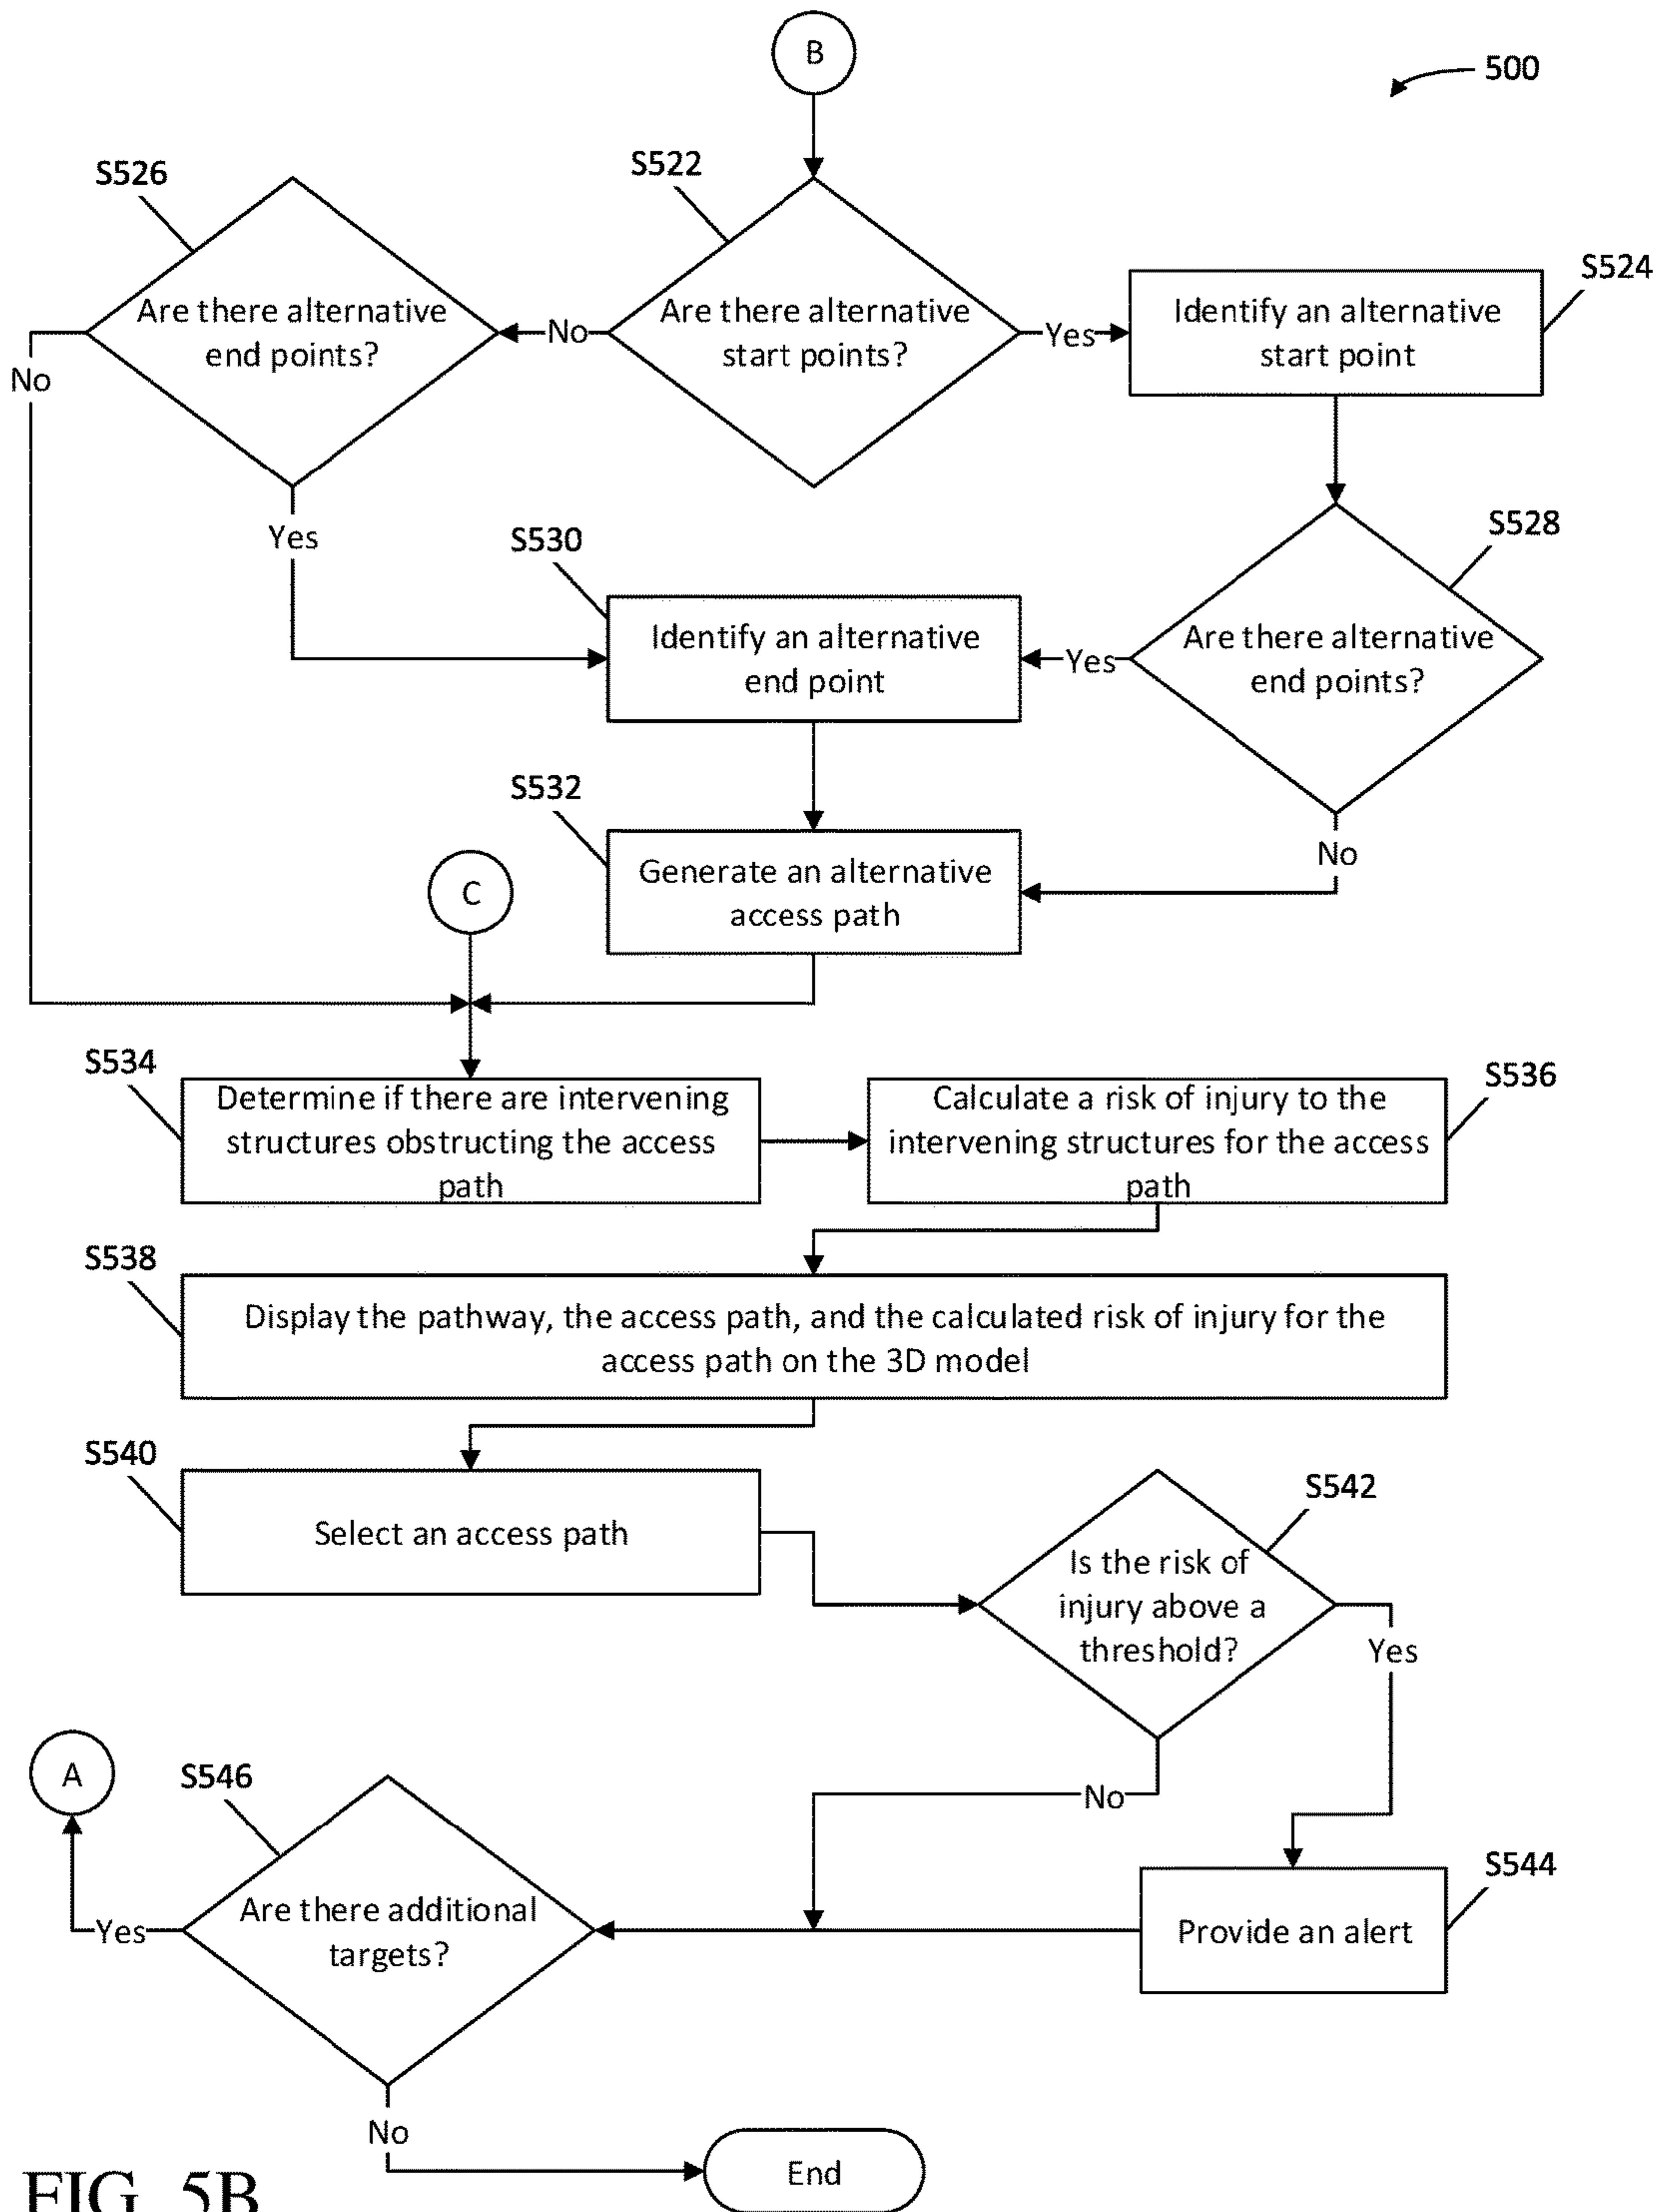 B
500
S526
S522
S524
Are there alternative
end points?
No
Are there alternative
start points?
Yes
Identify an alternative
start point
No
Yes
S530
S528
Identify an alternative
end point
Yes
Are there alternative
end points?
S532
No
C
Generate an alternative
access path
S534
S536
Determine if there are intervening
structures obstructing the access
path
Calculate a risk of injury to the
intervening structures for the access
path
S538
Display the pathway, the access path, and the calculated risk of injury for the
access path on the 3D model
S540
S542
Select an access path
Is the risk of
injury above a
threshold?
Yes
A
S546
No
S544
Yes
Are there additional
targets?
Provide an alert
No
End
FIG. 5B